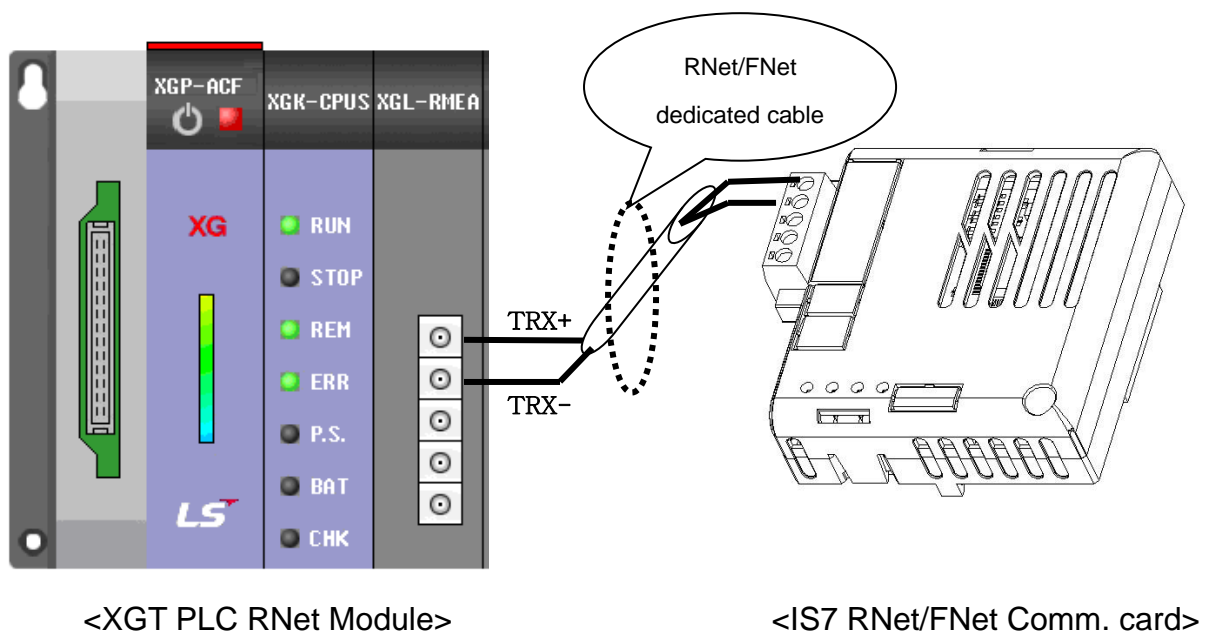 RNet/FNet
dedicated cable
XGP-ACF
XGK-CPUS
XGL-RMEA
XG
RUN
STOP
REM
ERR
P.S.
BAT
CHK
LS
TRX+
TRX-
<XGT PLC RNet Module>
<IS7 RNet/FNet Comm. card>